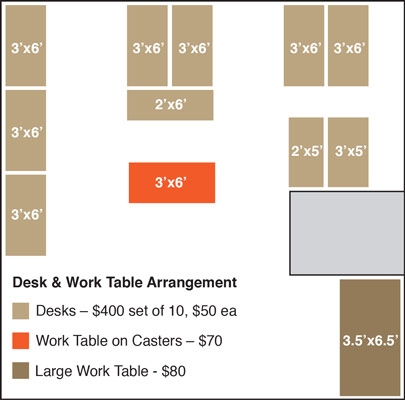 3’x6’
3’x6’ 3’x6’
3’x6’ 3’x6’
2’x6’
3’x6’
2’x5’ 3’x5’
3’x6’
3’x6’
Desk & Work Table Arrangement
Desks – $400 set of 10, $50 ea
Work Table on Casters – $70
Large Work Table - $80
3.5’x6.5’